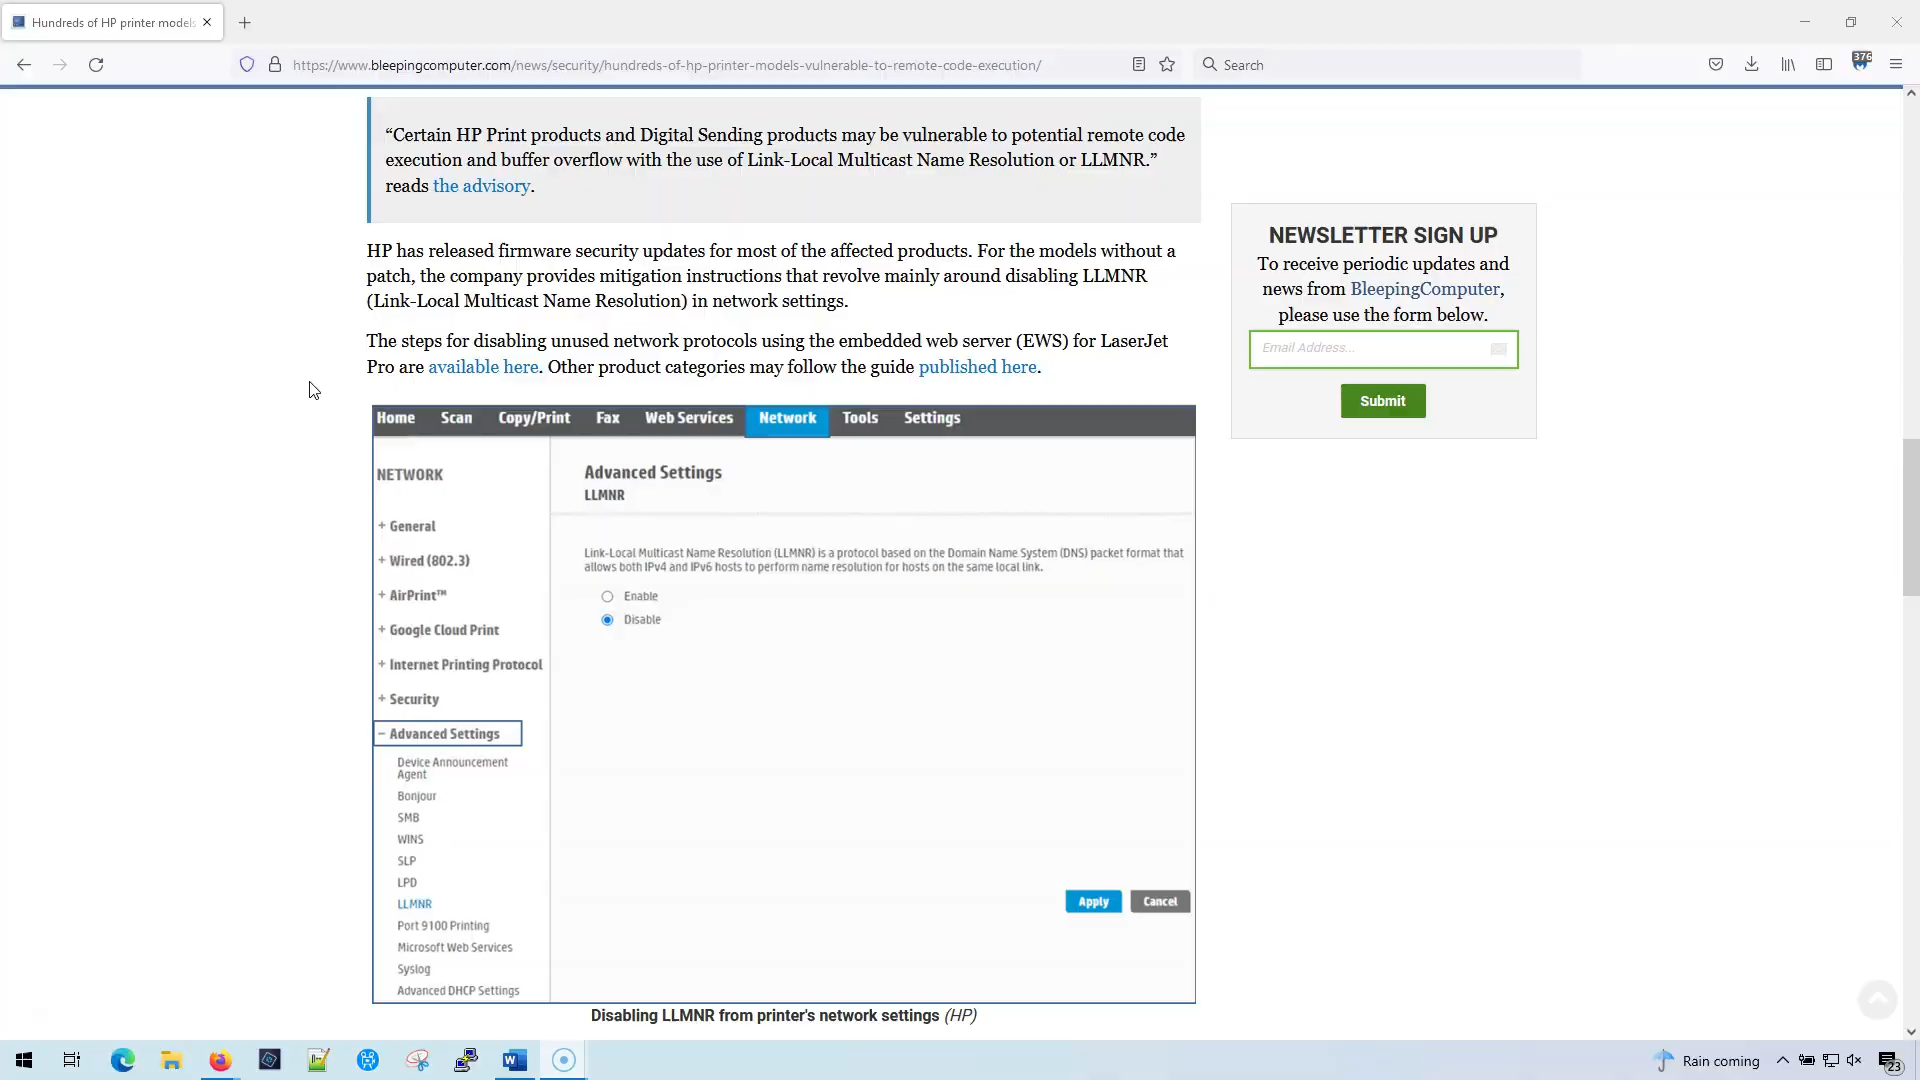 Hundreds of HP printer models
https://www.bleepingcomputer.com/news/security/hundreds-of-hp-printer-models-vulnerable-to-remote-code-execution/
Search
376
“Certain HP Print products and Digital Sending products may be vulnerable to potential remote code
execution and buffer overflow with the use of Link-Local Multicast Name Resolution or LLMNR.”
reads the advisory.
HP has released firmware security updates for most of the affected products. For the models without a
patch, the company provides mitigation instructions that revolve mainly around disabling LLMNR
(Link-Local Multicast Name Resolution) in network settings.
The steps for disabling unused network protocols using the embedded web server (EWS) for LaserJet
Pro are available here. Other product categories may follow the guide published here.
NEWSLETTER SIGN UP
To receive periodic updates and
news from BleepingComputer,
please use the form below.
Email Address...
Submit
Home Scan Copy/Print Fax Web Services Network Tools Settings
NETWORK
+ General
+ Wired (802.3)
+ AirPrint™
+ Google Cloud Print
+ Internet Printing Protocol
+ Security
− Advanced Settings
Device Announcement
Agent
Bonjour
SMB
WINS
SLP
LPD
LLMNR
Port 9100 Printing
Microsoft Web Services
Syslog
Advanced DHCP Settings
Advanced Settings
LLMNR
Link-Local Multicast Name Resolution (LLMNR) is a protocol based on the Domain Name System (DNS) packet format that
allows both IPv4 and IPv6 hosts to perform name resolution for hosts on the same local link.
Enable
Disable
Apply Cancel
Disabling LLMNR from printer's network settings (HP)
Rain coming
23